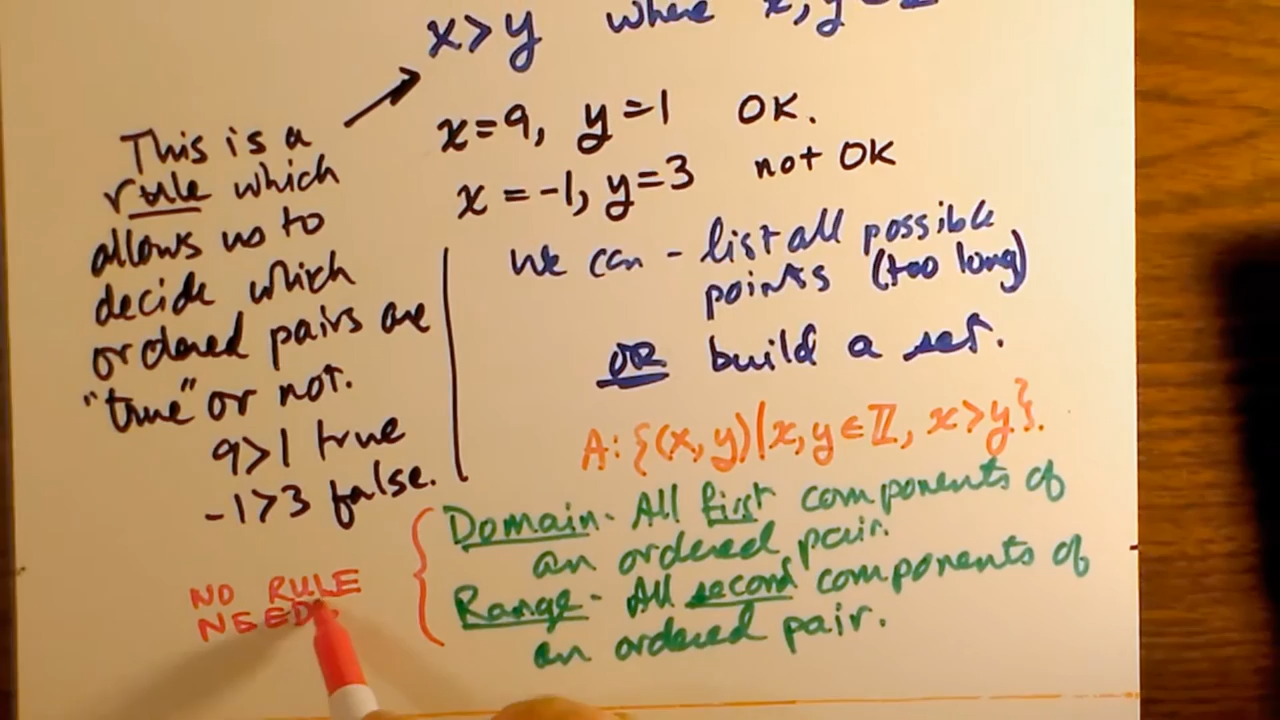 x>y where x, y
x=9, y=1 OK.
x=-1, y=3 not OK
This is a
rule which
allows us to
decide which
ordered pairs are
"true" or not.
9>1 true
-1>3 false.
We can - list all possible
points (too long)
OR build a set.
A: {(x, y)|x, y ∈ ℤ, x>y}.
Domain - All first components of
an ordered pair.
Range - All second components of
an ordered pair.
NO RULE